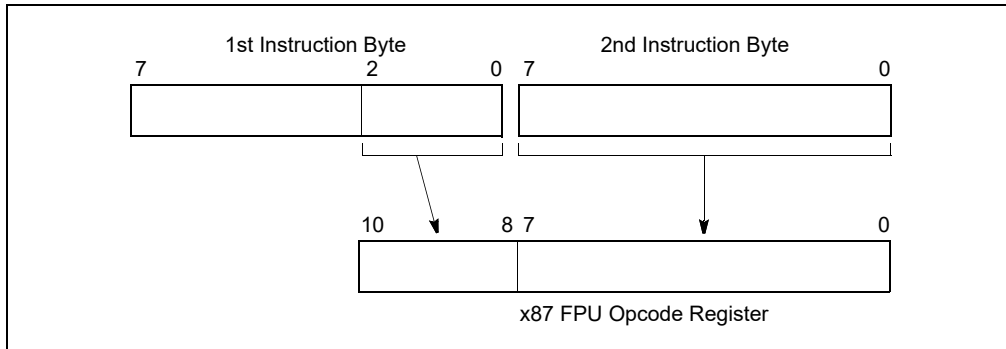 1st Instruction Byte 2nd Instruction Byte
7 2 0 7 0
10 8 7 0
x87 FPU Opcode Register